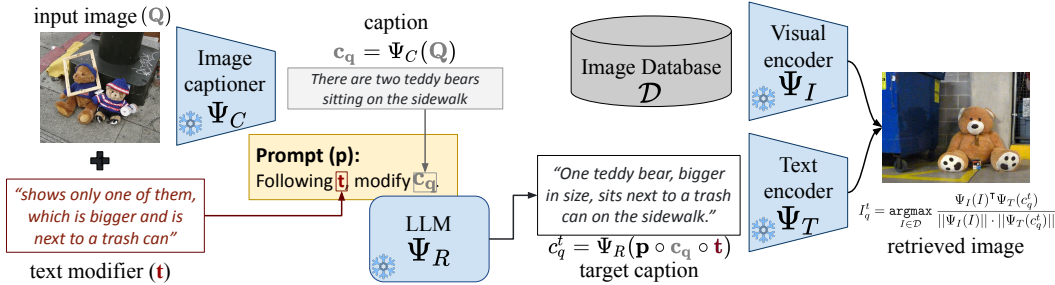 input image (Q)
Image
captioner
Ψ_C
caption
c_q = Ψ_C(Q)
There are two teddy bears
sitting on the sidewalk
Prompt (p):
Following t, modify c_q.
“shows only one of them,
which is bigger and is
next to a trash can”
text modifier (t)
LLM
Ψ_R
Image Database
𝒟
“One teddy bear, bigger
in size, sits next to a trash
can on the sidewalk.”
c_q^t = Ψ_R(p ∘ c_q ∘ t)
target caption
Visual
encoder
Ψ_I
Text
encoder
Ψ_T
I_q^t = argmax_{I∈𝒟} Ψ_I(I)^⊺Ψ_T(c_q^t) / ||Ψ_I(I)|| · ||Ψ_T(c_q^t)||
retrieved image